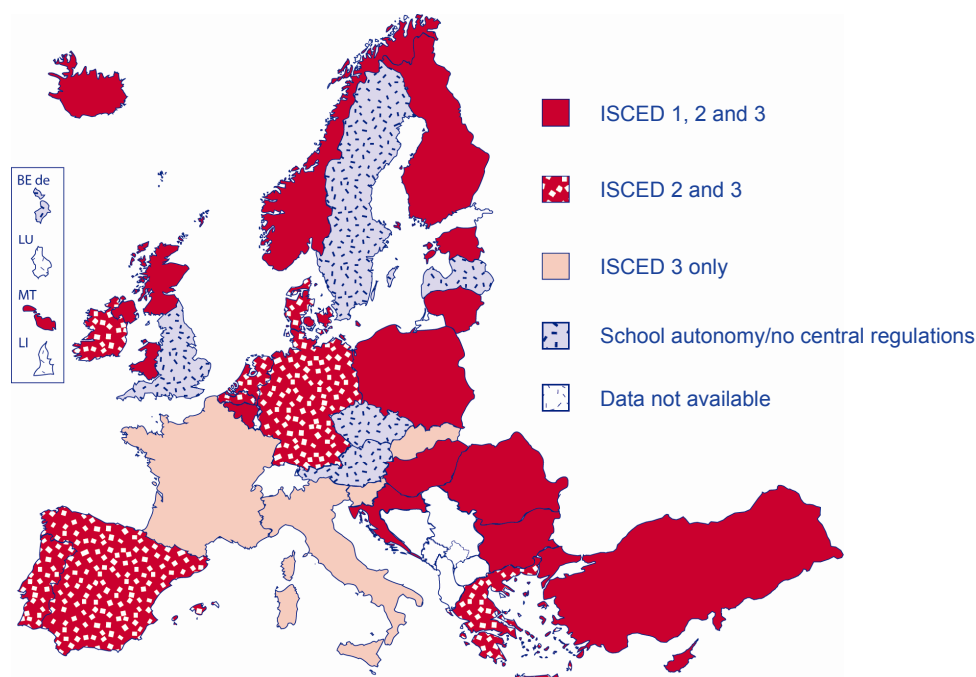 BE de
LU
MT
LI
ISCED 1, 2 and 3
ISCED 2 and 3
ISCED 3 only
School autonomy/no central regulations
Data not available